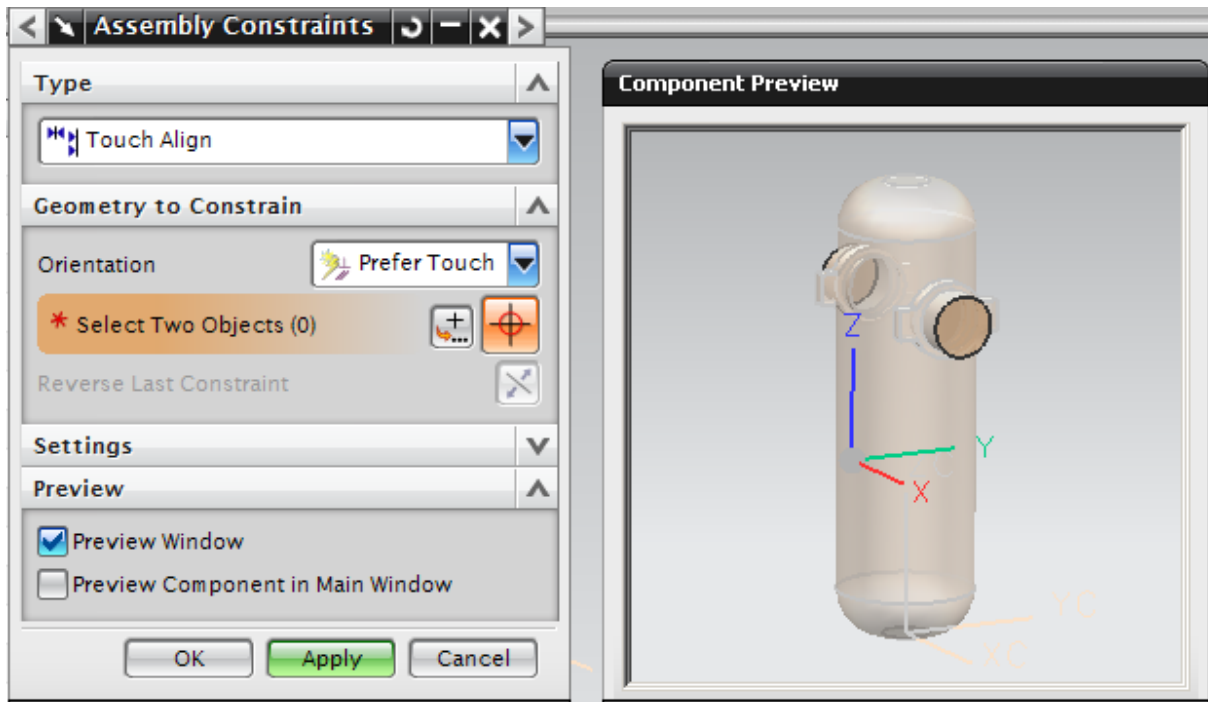 Assembly Constraints
Type
Touch Align
Geometry to Constrain
Orientation
Prefer Touch
* Select Two Objects (0)
Reverse Last Constraint
Settings
Preview
Preview Window
Preview Component in Main Window
OK
Apply
Cancel
Component Preview
Z
Y
X
YC
XC